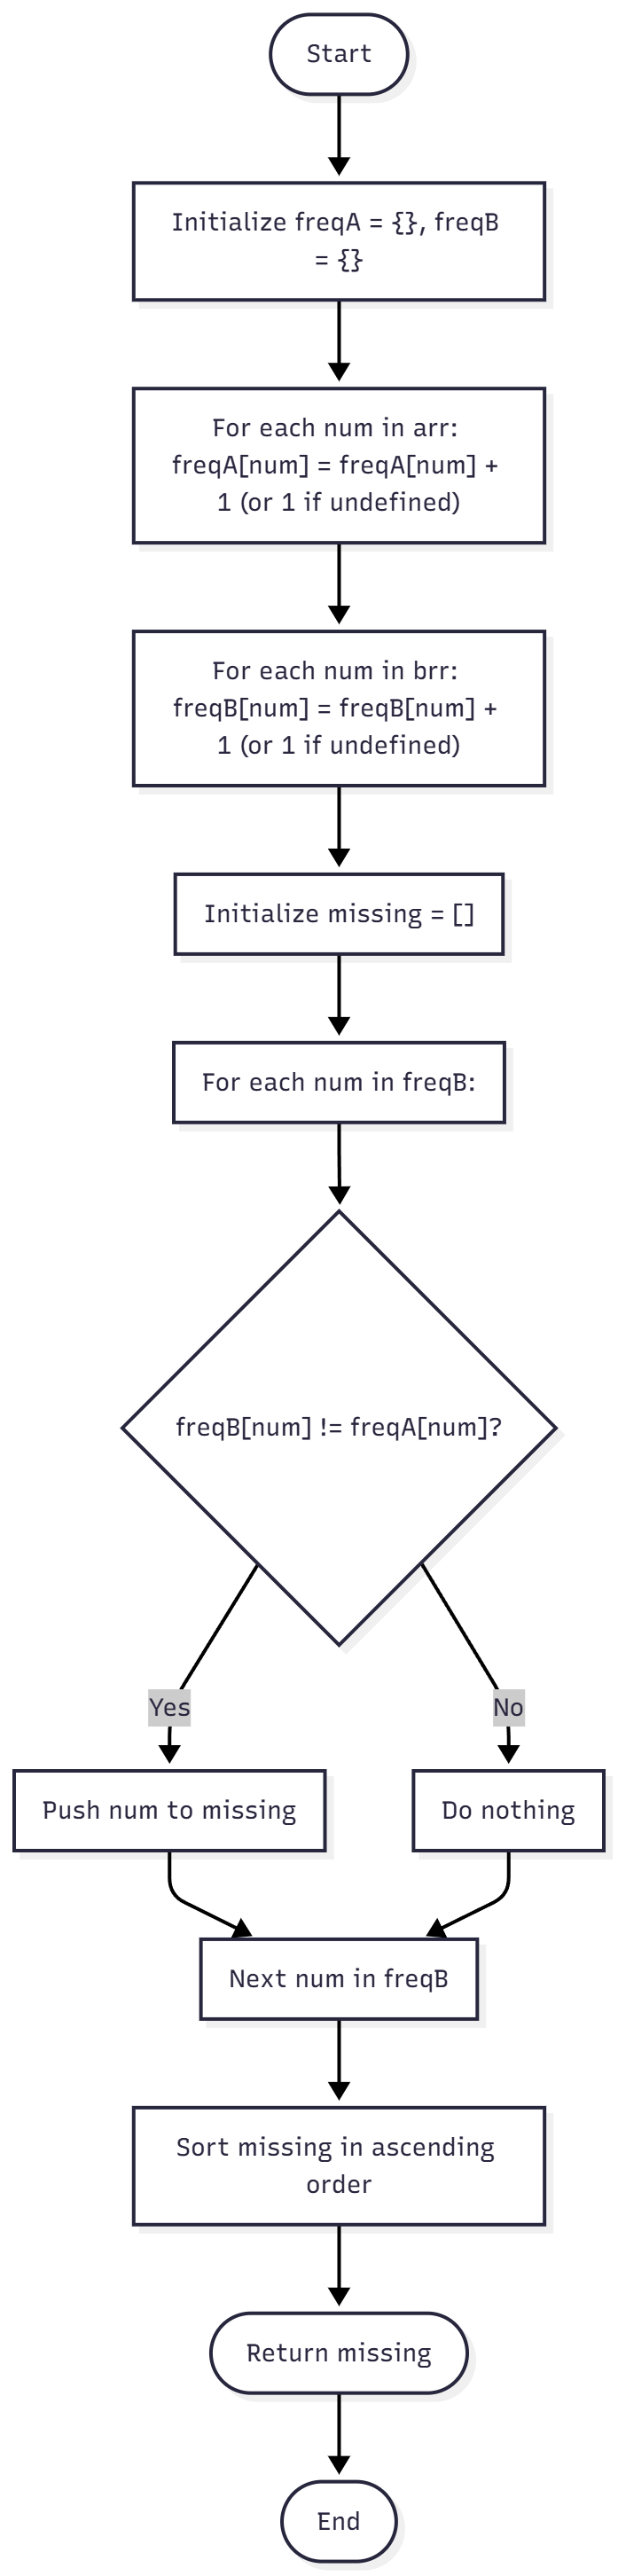 Start
Initialize freqA = {}, freqB
= {}
For each num in arr:
freqA[num] = freqA[num] +
1 (or 1 if undefined)
For each num in brr:
freqB[num] = freqB[num] +
1 (or 1 if undefined)
Initialize missing = []
For each num in freqB:
freqB[num] != freqA[num]?
Yes
No
Push num to missing
Do nothing
Next num in freqB
Sort missing in ascending
order
Return missing
End